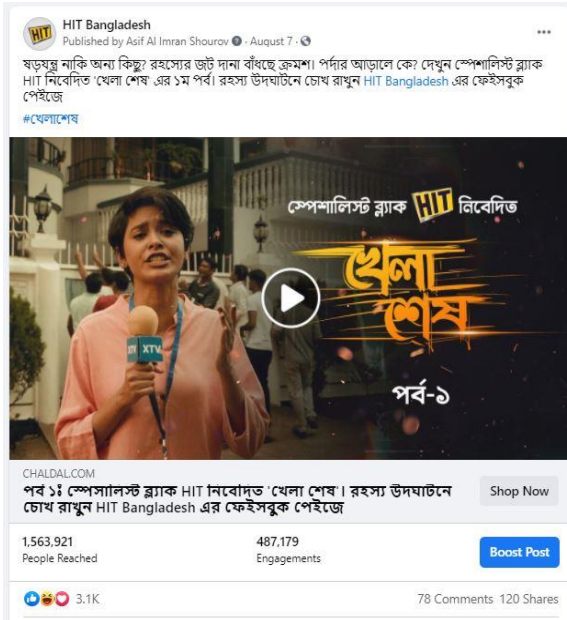 HIT Bangladesh
Published by Asif Al Imran Shourov · August 7 ·
ষড়যন্ত্র নাকি অন্য কিছু? রহস্যের জট দানা বাঁধছে ক্রমশ। পর্দার আড়ালে কে? দেখুন স্পেশালিস্ট ব্ল্যাক
HIT নিবেদিত 'খেলা শেষ' এর ১ম পর্ব। রহস্য উদঘাটনে চোখ রাখুন HIT Bangladesh এর ফেইসবুক
পেইজে
#খেলাশেষ
স্পেশালিস্ট ব্ল্যাক HIT নিবেদিত
খেলা
শেষ
XTV
পর্ব-১
CHALDAL.COM
পর্ব ১ঃ স্পেসালিস্ট ব্ল্যাক HIT নিবেদিত 'খেলা শেষ'। রহস্য উদঘাটনে
চোখ রাখুন HIT Bangladesh এর ফেইসবুক পেইজে
Shop Now
1,563,921
People Reached
487,179
Engagements
Boost Post
3.1K
78 Comments 120 Shares